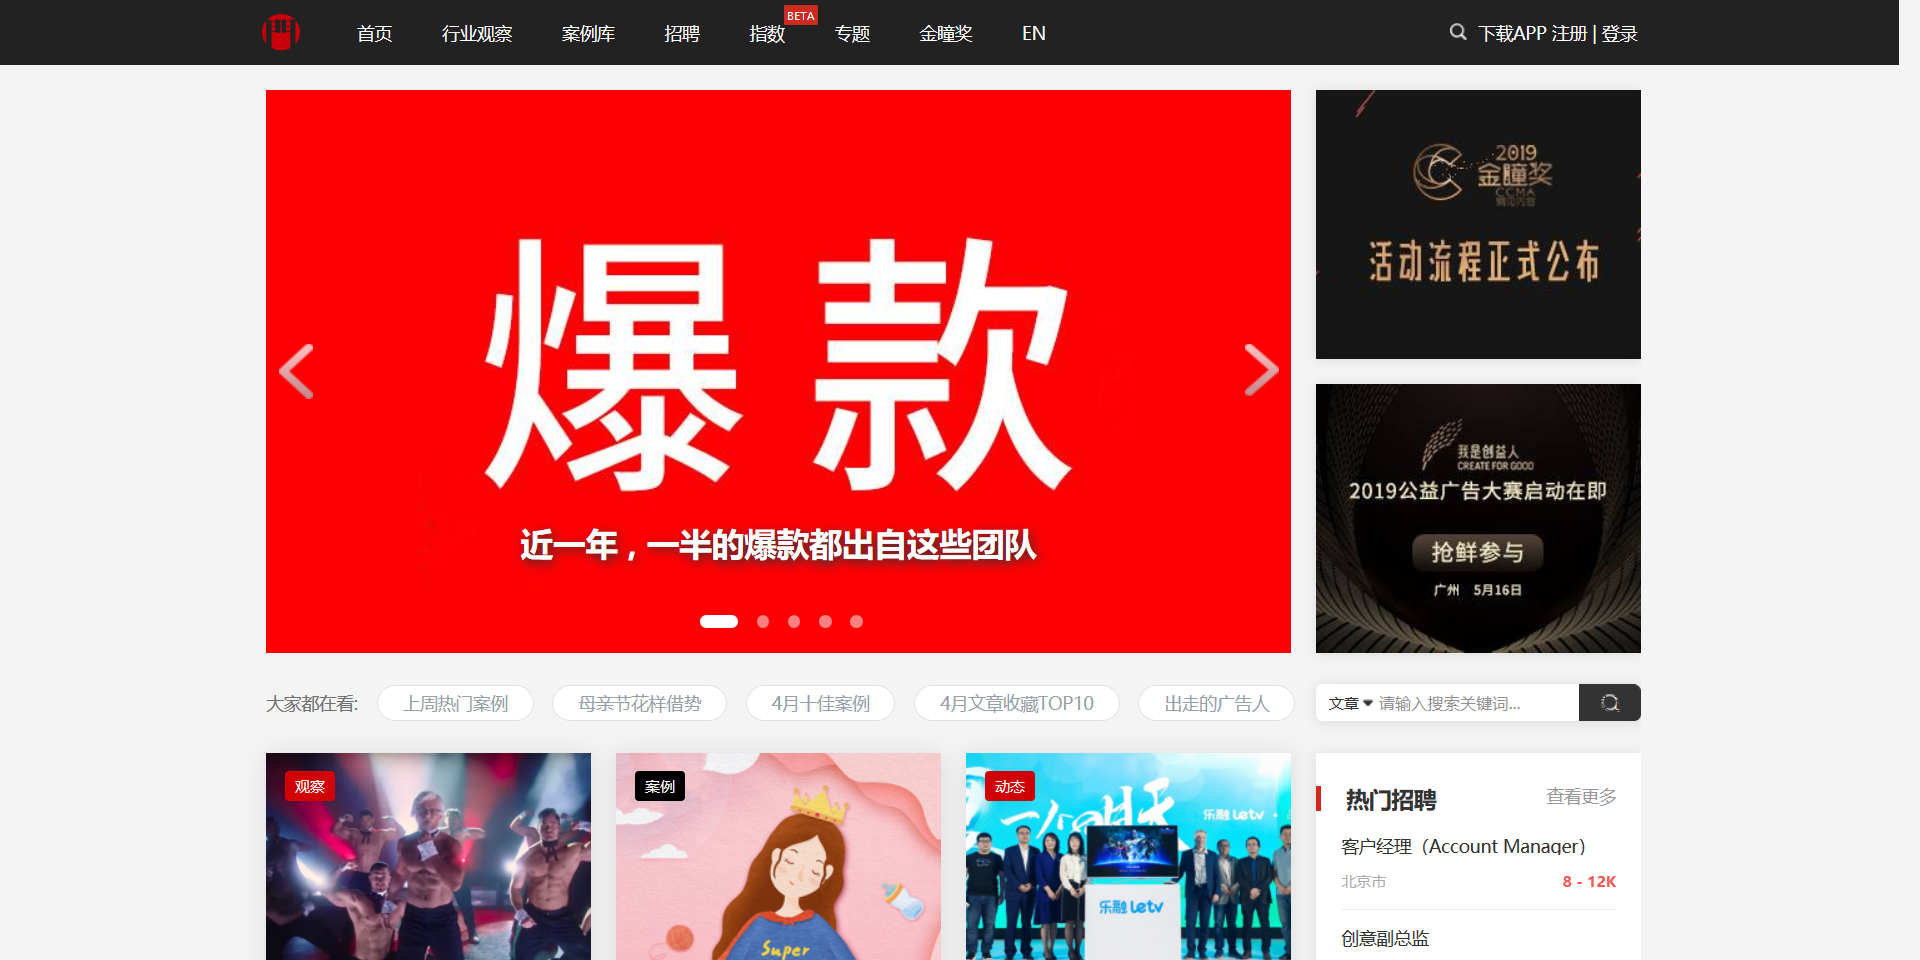 首页 行业观察 案例库 招聘 指数 BETA 专题 金瞳奖 EN 下载APP 注册 | 登录
爆款
近一年，一半的爆款都出自这些团队
2019
金瞳奖
CCMA
活动流程正式公布
我是创益人
CREATE FOR GOOD
2019公益广告大赛启动在即
抢鲜参与
广州 5月16日
大家都在看: 上周热门案例 母亲节花样借势 4月十佳案例 4月文章收藏TOP10 出走的广告人 文章 请输入搜索关键词...
观察
案例
Super
动态
乐融 Letv
乐融 Letv
热门招聘 查看更多
客户经理（Account Manager）
北京市 8 - 12K
创意副总监